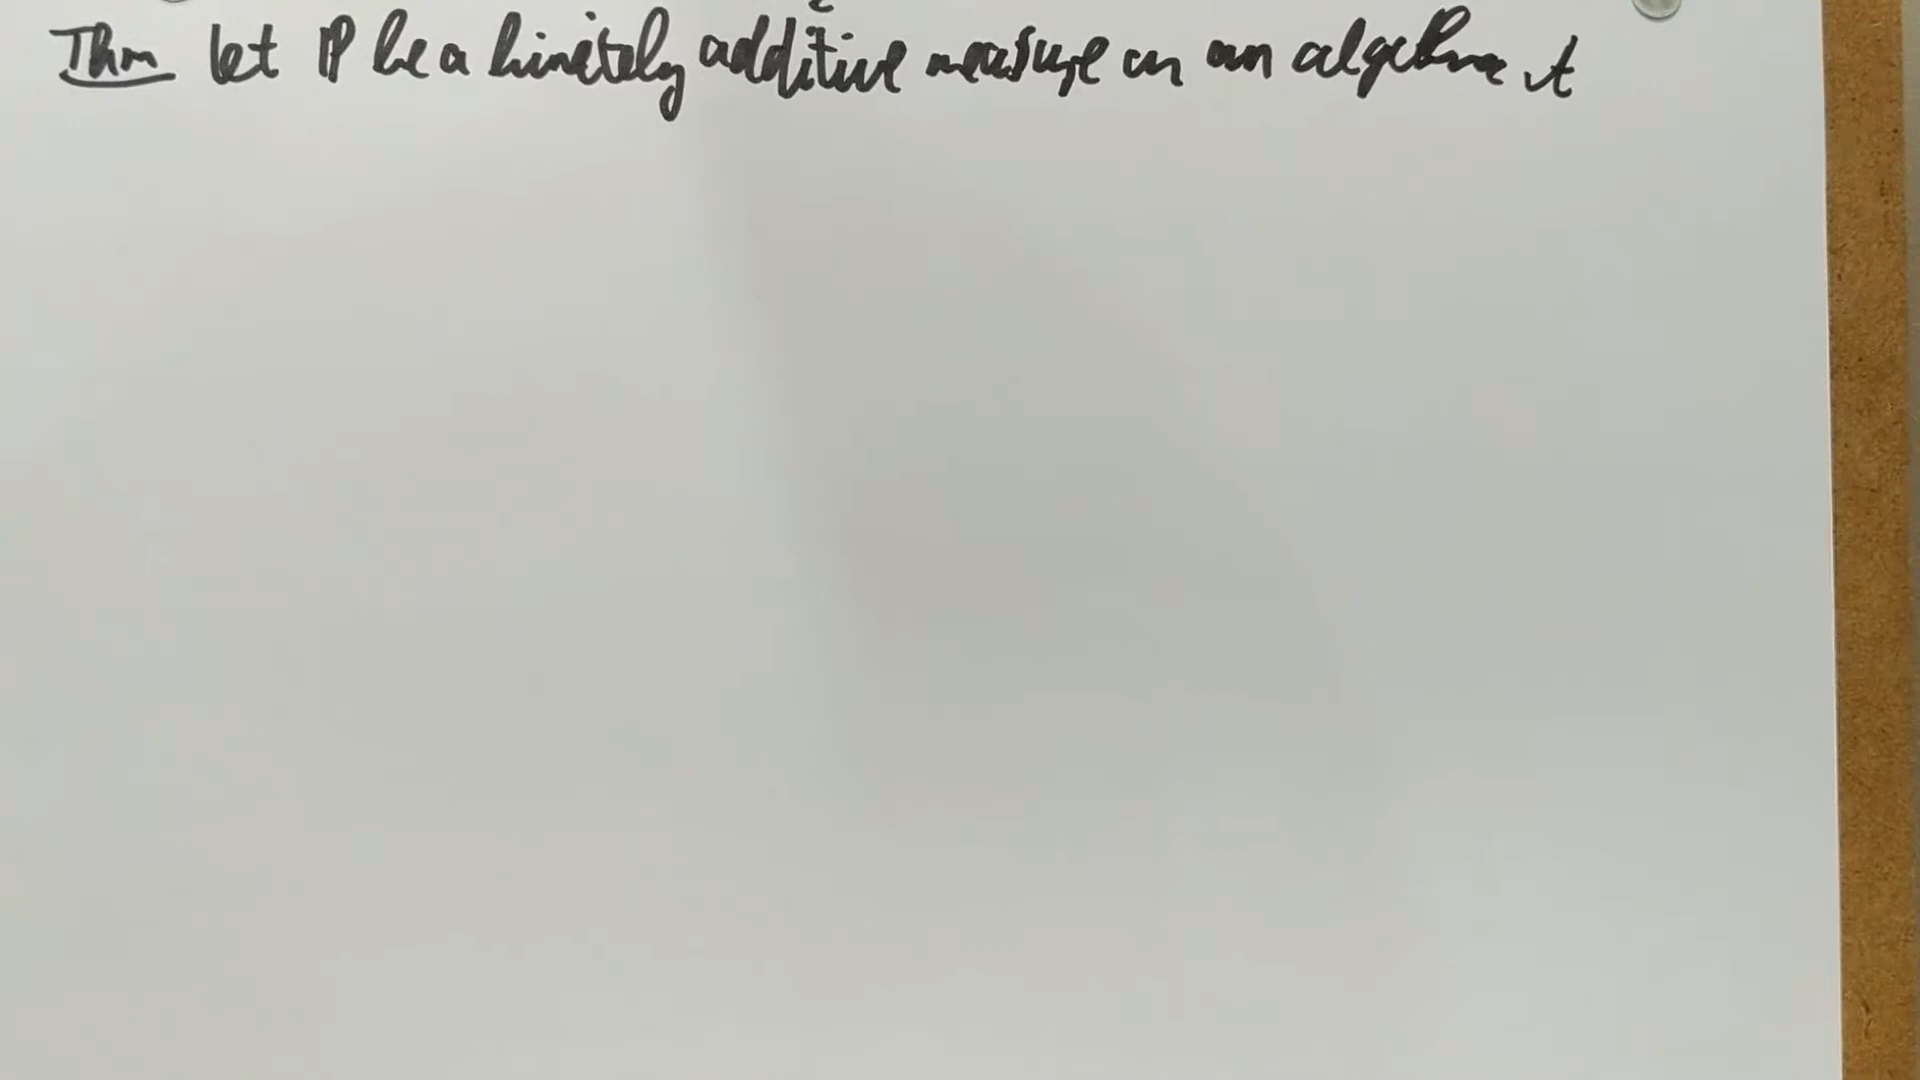 Thm let ℙ be a finitely additive measure on an algebra 𝒜